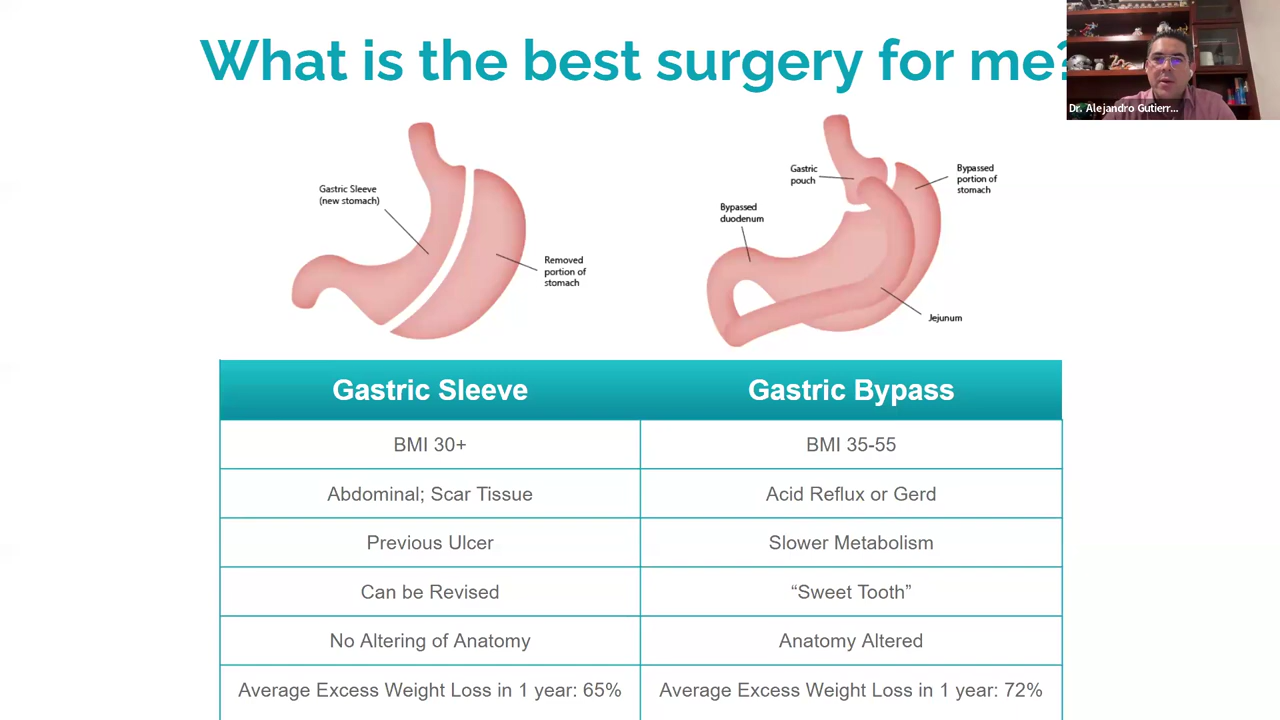 What is the best surgery for me?
Dr. Alejandro Gutierr...
Gastric Sleeve
(new stomach)
Removed
portion of
stomach
Gastric
pouch
Bypassed
portion of
stomach
Bypassed
duodenum
Jejunum
Gastric Sleeve Gastric Bypass
BMI 30+ BMI 35-55
Abdominal; Scar Tissue Acid Reflux or Gerd
Previous Ulcer Slower Metabolism
Can be Revised “Sweet Tooth”
No Altering of Anatomy Anatomy Altered
Average Excess Weight Loss in 1 year: 65% Average Excess Weight Loss in 1 year: 72%